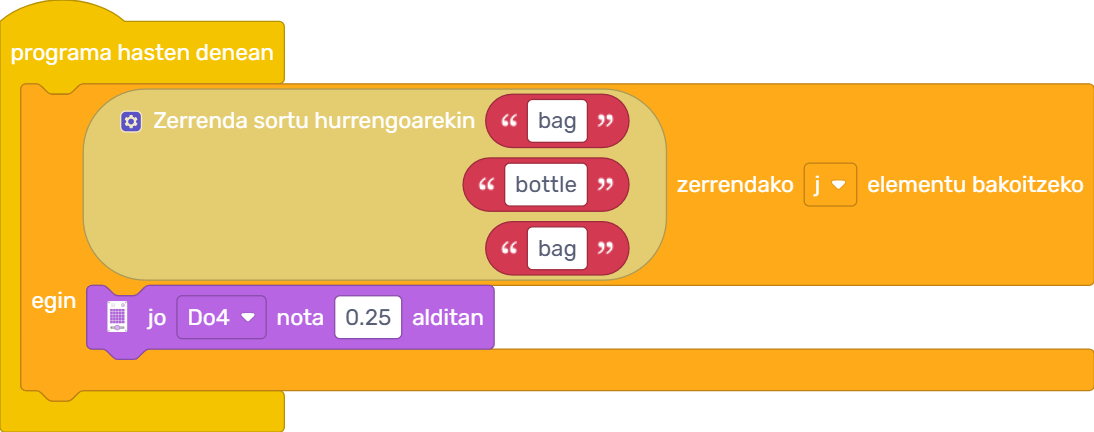 programa hasten denean
Zerrenda sortu hurrengoarekin “ bag ”
“ bottle ” zerrendako j elementu bakoitzeko
“ bag ”
egin jo Do4 nota 0.25 alditan